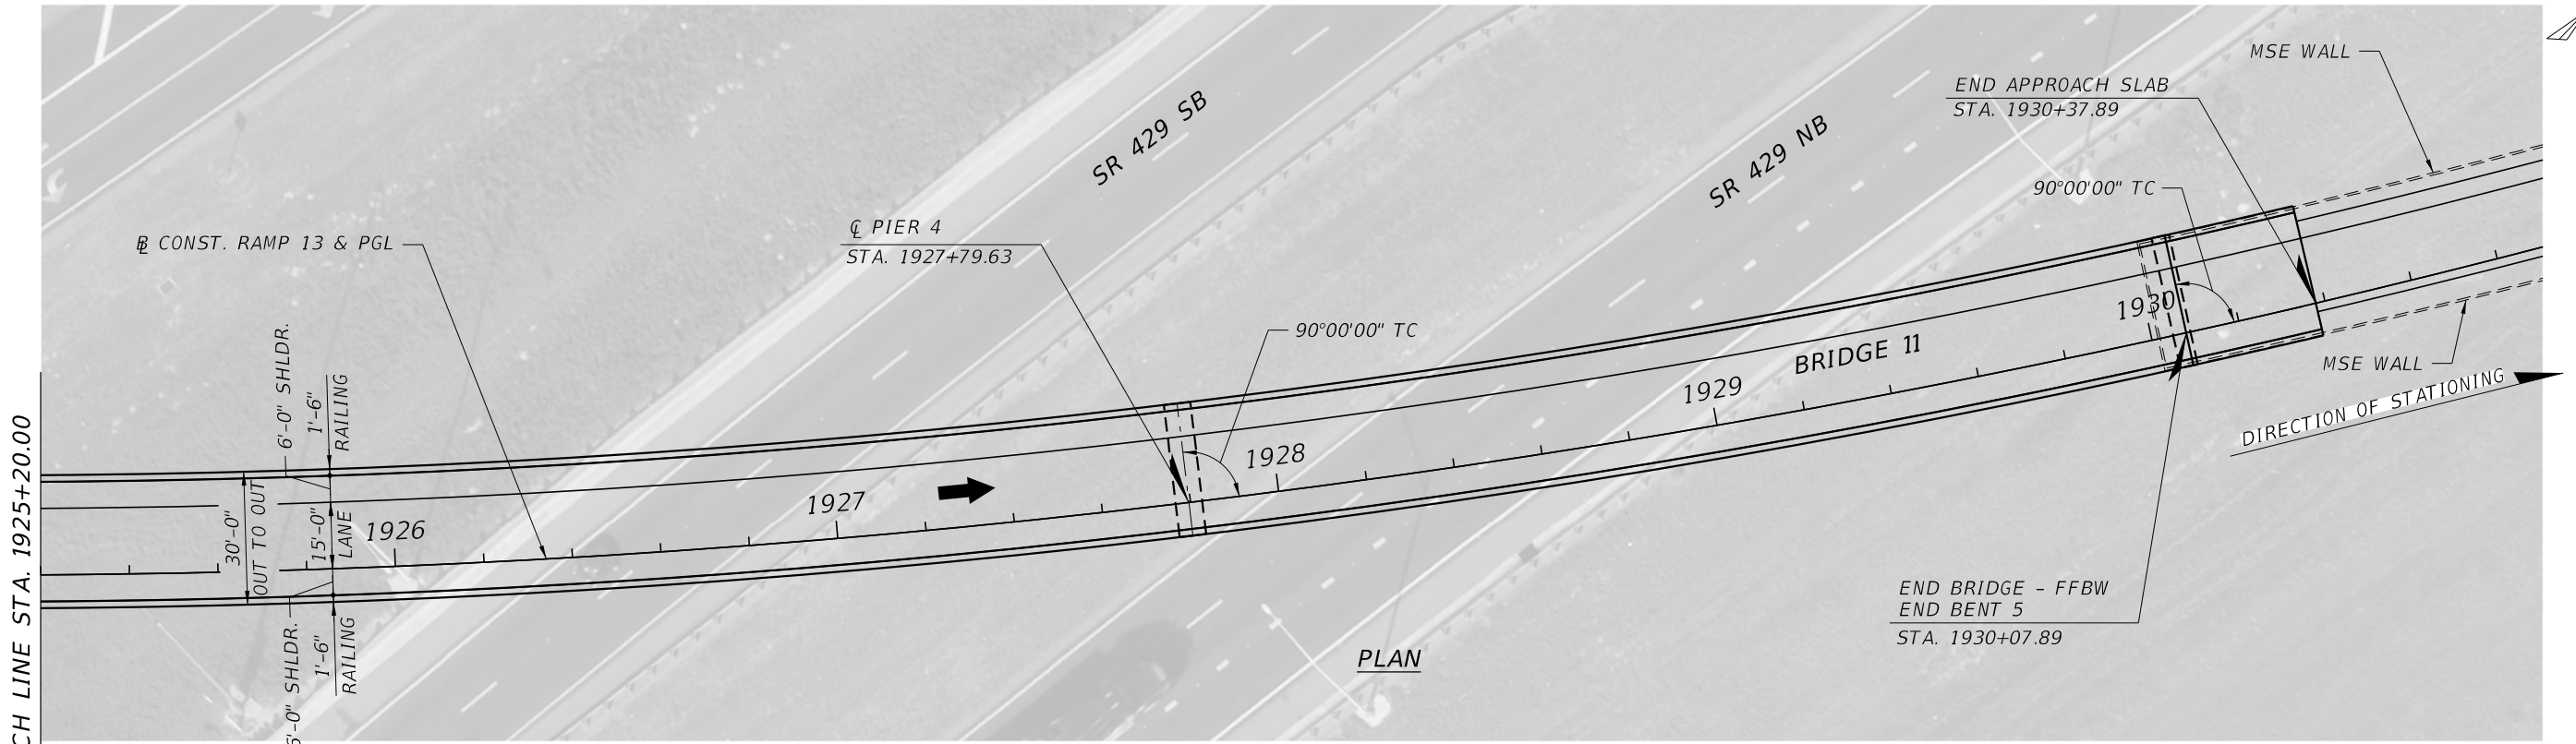 MSE WALL
END APPROACH SLAB
STA. 1930+37.89
SR 429 SB
SR 429 NB
90°00'00" TC
℄ PIER 4
STA. 1927+79.63
BL CONST. RAMP 13 & PGL
1930
90°00'00" TC
BRIDGE 11
MSE WALL
DIRECTION OF STATIONING
1929
1928
1927
1926
6'-0" SHLDR.
1'-6"
RAILING
30'-0"
OUT TO OUT
15'-0"
LANE
6'-0" SHLDR.
1'-6"
RAILING
CH LINE STA. 1925+20.00
END BRIDGE – FFBW
END BENT 5
STA. 1930+07.89
PLAN